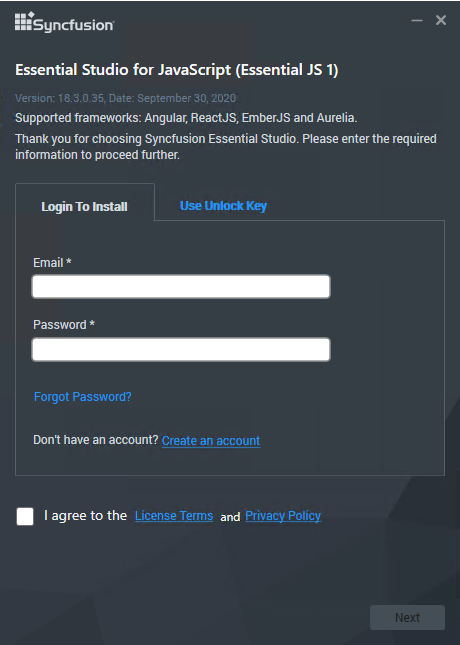 Syncfusion
Essential Studio for JavaScript (Essential JS 1)
Version: 18.3.0.35, Date: September 30, 2020
Supported frameworks: Angular, ReactJS, EmberJS and Aurelia.
Thank you for choosing Syncfusion Essential Studio. Please enter the required
information to proceed further.
Login To Install Use Unlock Key
Email *
Password *
Forgot Password?
Don't have an account? Create an account
I agree to the License Terms and Privacy Policy
Next